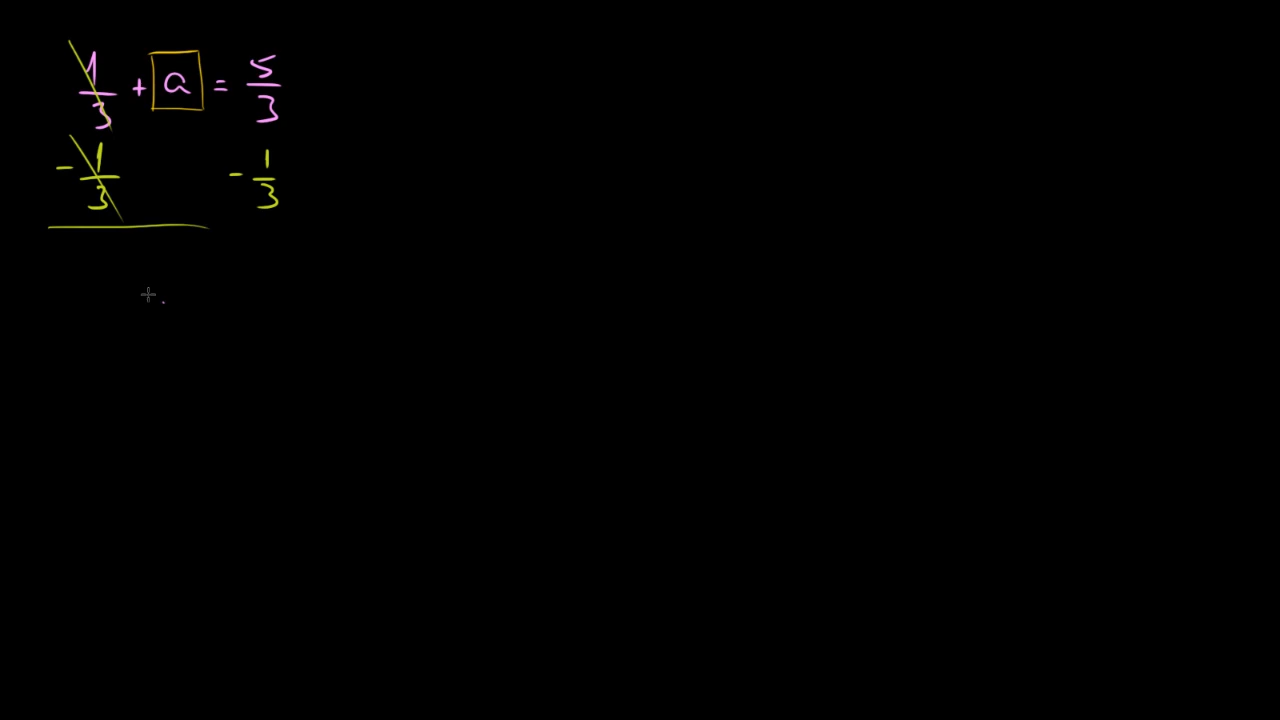 1/3 + a = 5/3
- 1/3 - 1/3